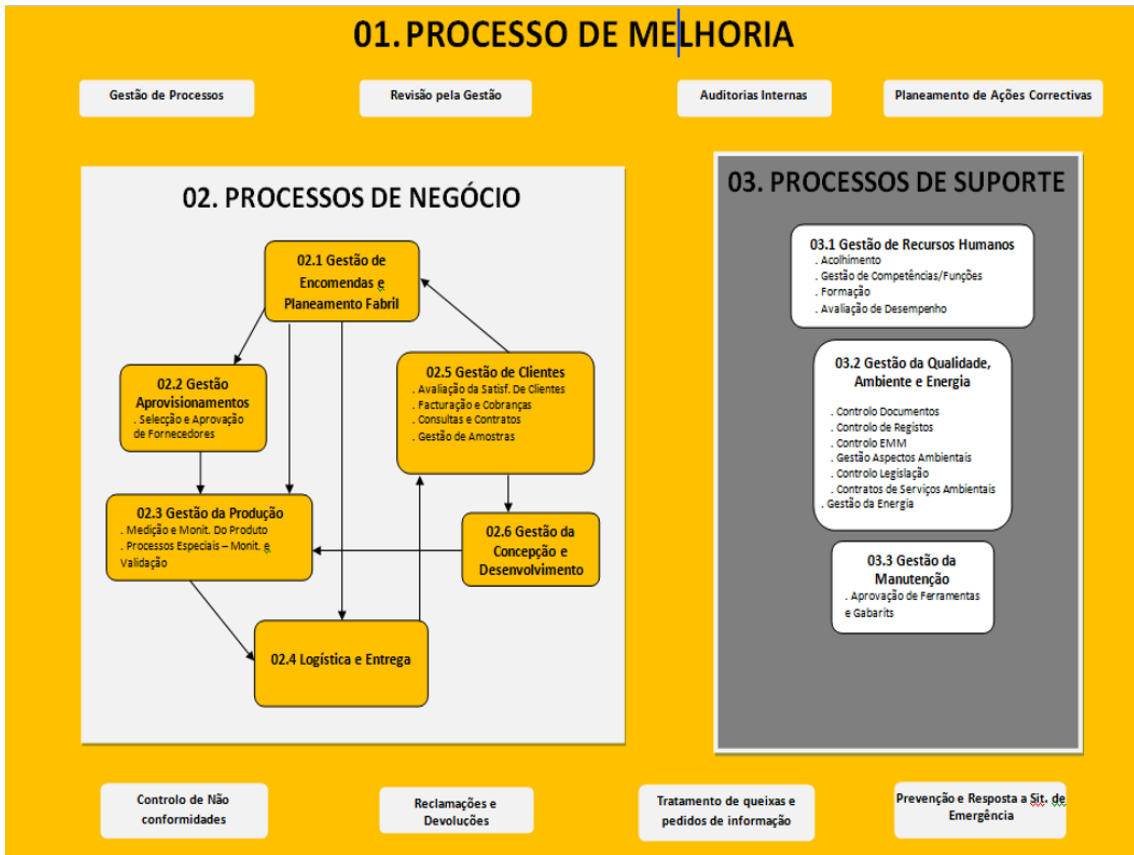 01. PROCESSO DE MELHORIA
Gestão de Processos
Revisão pela Gestão
Auditorias Internas
Planeamento de Ações Correctivas
02. PROCESSOS DE NEGÓCIO
02.1 Gestão de
Encomendas e
Planeamento Fabril
02.2 Gestão
Aprovisionamentos
. Selecção e Aprovação
de Fornecedores
02.5 Gestão de Clientes
. Avaliação da Satisf. De Clientes
. Facturação e Cobranças
. Consultas e Contratos
. Gestão de Amostras
02.3 Gestão da Produção
. Medição e Monit. Do Produto
. Processos Especiais – Monit. e
Validação
02.6 Gestão da
Concepção e
Desenvolvimento
02.4 Logística e Entrega
03. PROCESSOS DE SUPORTE
03.1 Gestão de Recursos Humanos
. Acolhimento
. Gestão de Competências/Funções
. Formação
. Avaliação de Desempenho
03.2 Gestão da Qualidade,
Ambiente e Energia
. Controlo Documentos
. Controlo de Registos
. Controlo EMM
. Gestão Aspectos Ambientais
. Controlo Legislação
. Contratos de Serviços Ambientais
. Gestão da Energia
03.3 Gestão da
Manutenção
. Aprovação de Ferramentas
e Gabarits
Controlo de Não
conformidades
Reclamações e
Devoluções
Tratamento de queixas e
pedidos de informação
Prevenção e Resposta a Sit. de
Emergência